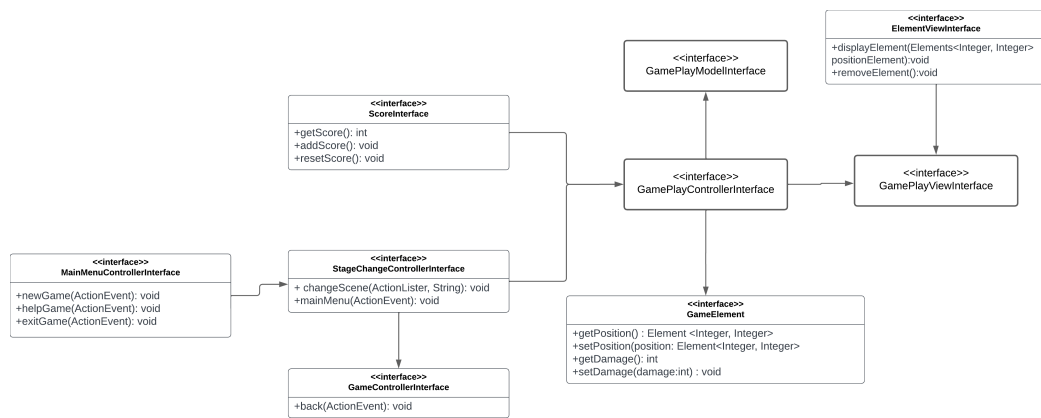 <<interface>>
ElementViewInterface
+displayElement(Elements<Integer, Integer>
positionElement):void
+removeElement():void
<<interface>>
GamePlayModelInterface
<<interface>>
ScoreInterface
+getScore(): int
+addScore(): void
+resetScore(): void
<<interface>>
GamePlayControllerInterface
<<interface>>
GamePlayViewInterface
<<interface>>
MainMenuControllerInterface
+newGame(ActionEvent): void
+helpGame(ActionEvent): void
+exitGame(ActionEvent): void
<<interface>>
StageChangeControllerInterface
+ changeScene(ActionLister, String): void
+mainMenu(ActionEvent): void
<<interface>>
GameElement
+getPosition() : Element <Integer, Integer>
+setPosition(position: Element<Integer, Integer>
+getDamage(): int
+setDamage(damage:int) : void
<<interface>>
GameControllerInterface
+back(ActionEvent): void